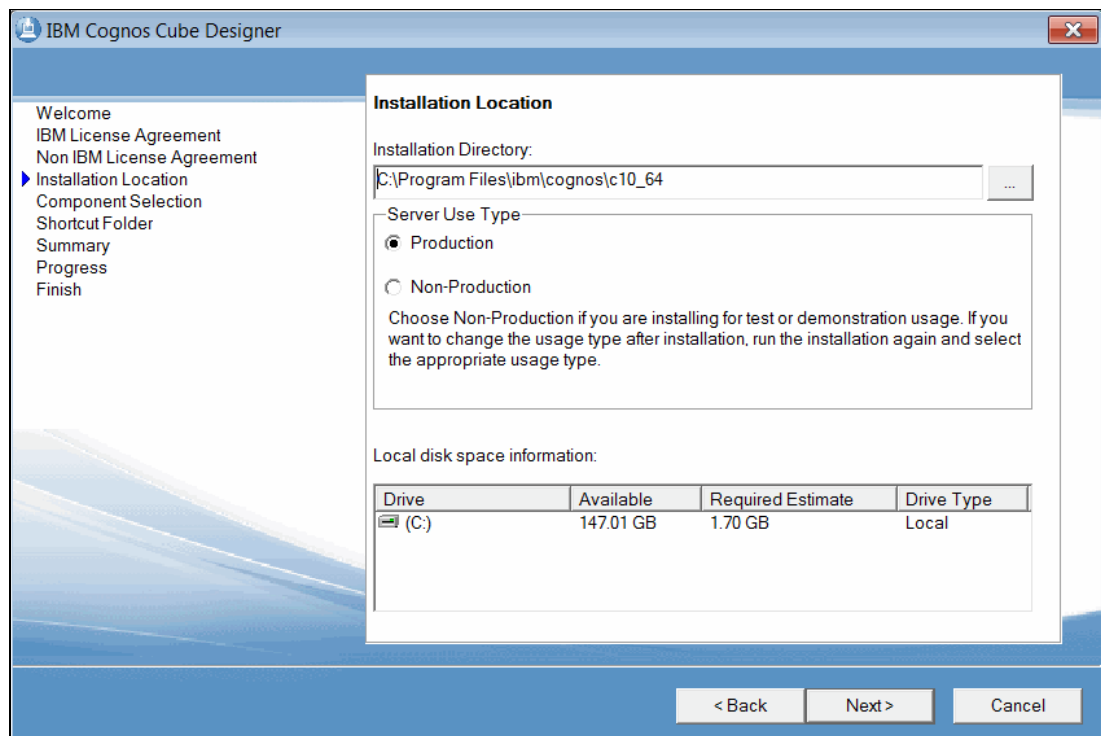 IBM Cognos Cube Designer
Welcome
IBM License Agreement
Non IBM License Agreement
Installation Location
Component Selection
Shortcut Folder
Summary
Progress
Finish
Installation Location
Installation Directory:
C:\Program Files\ibm\cognos\c10_64
...
Server Use Type
Production
Non-Production
Choose Non-Production if you are installing for test or demonstration usage. If you
want to change the usage type after installation, run the installation again and select
the appropriate usage type.
Local disk space information:
Drive Available Required Estimate Drive Type
(C:) 147.01 GB 1.70 GB Local
< Back Next > Cancel